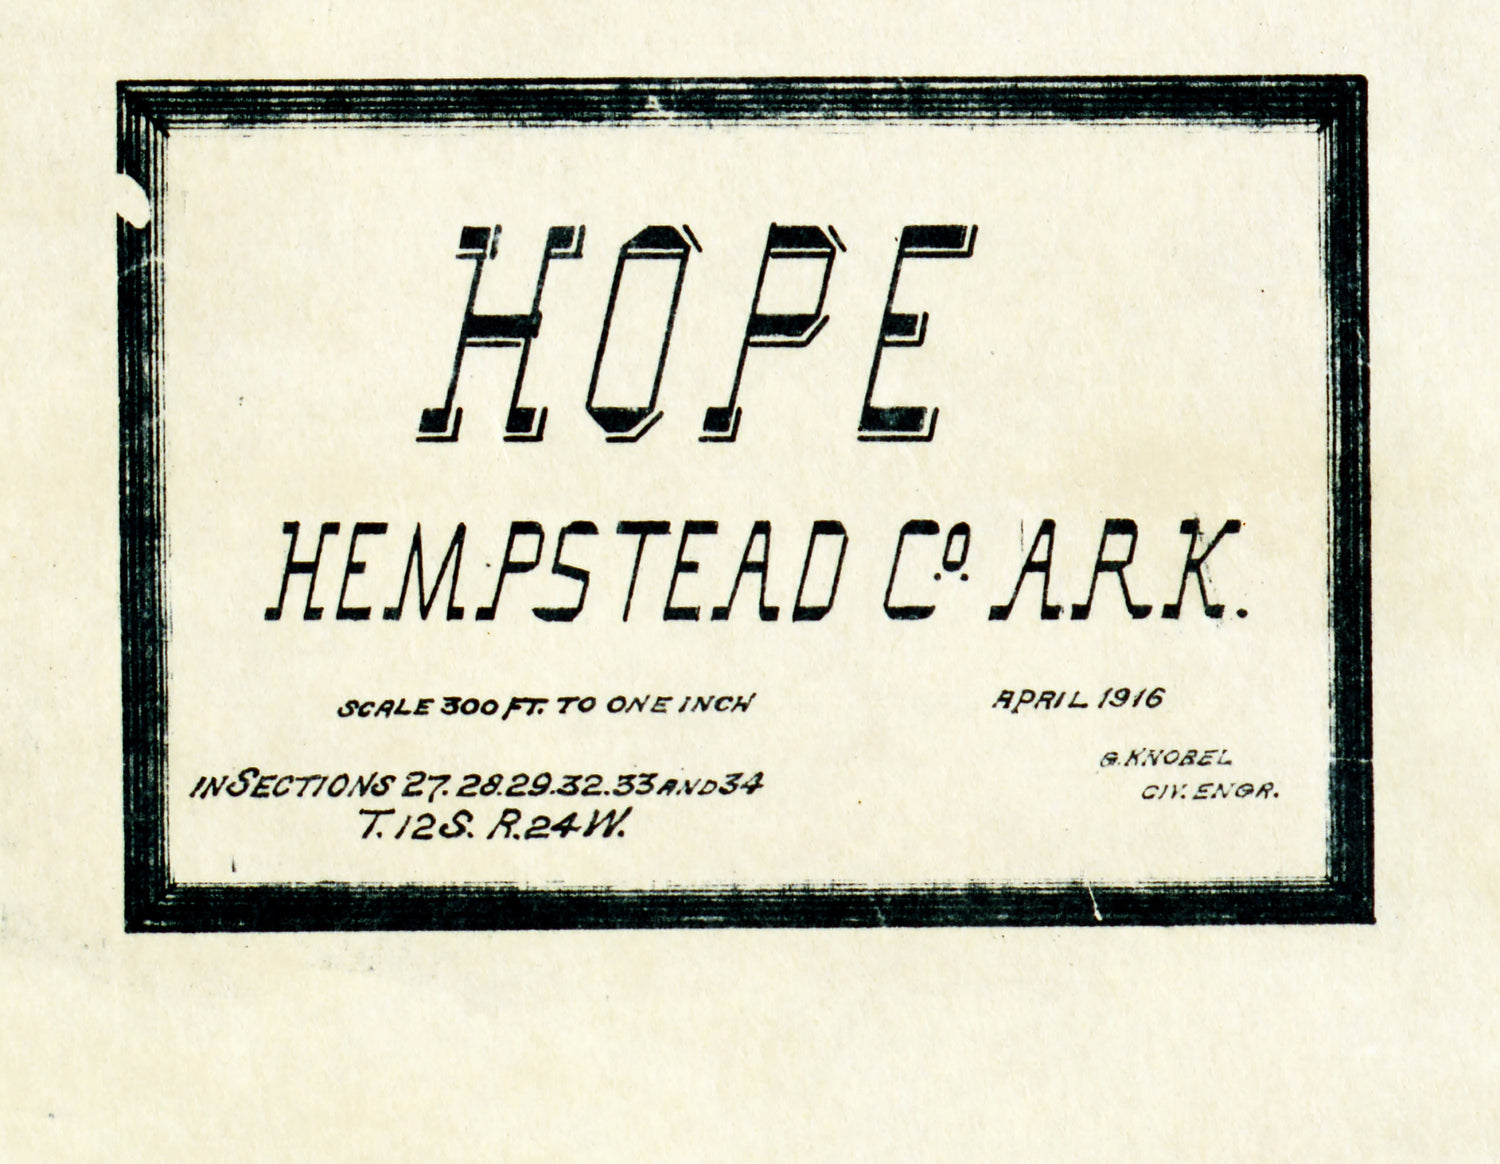 HOPE
HEMPSTEAD Co. ARK.
SCALE 300 FT. TO ONE INCH
APRIL 1916
G. KNOBEL
CIV. ENGR.
IN SECTIONS 27. 28. 29. 32. 33 AND 34
T. 12 S. R. 24 W.